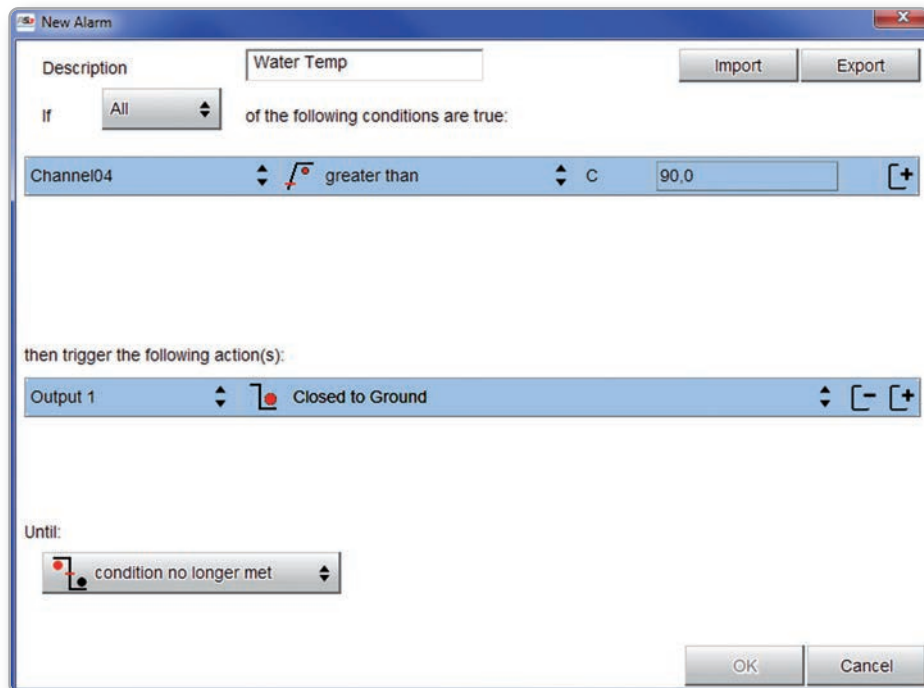 New Alarm
Description Water Temp Import Export
If All of the following conditions are true:
Channel04 greater than C 90,0
then trigger the following action(s):
Output 1 Closed to Ground
Until:
condition no longer met
OK Cancel